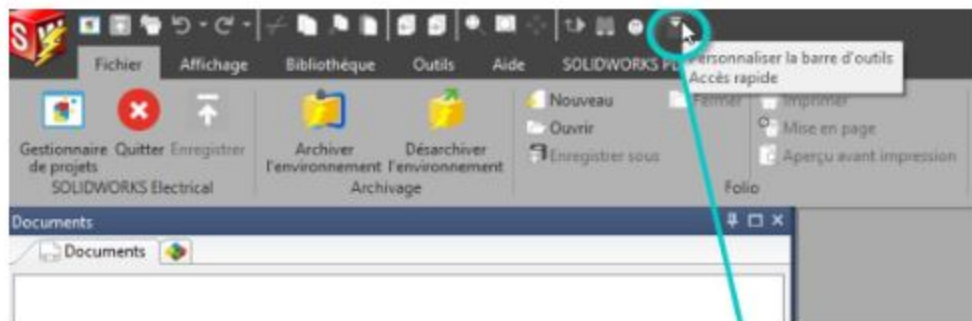 Fichier Affichage Bibliothèque Outils Aide SOLIDWORKS
Personnaliser la barre d'outils
Accès rapide
Gestionnaire de projets
Quitter
Enregistrer
SOLIDWORKS Electrical
Archiver l'environnement
Désarchiver l'environnement
Archivage
Nouveau
Ouvrir
Enregistrer sous
Fermer
Imprimer
Mise en page
Aperçu avant impression
Folio
Documents
Documents